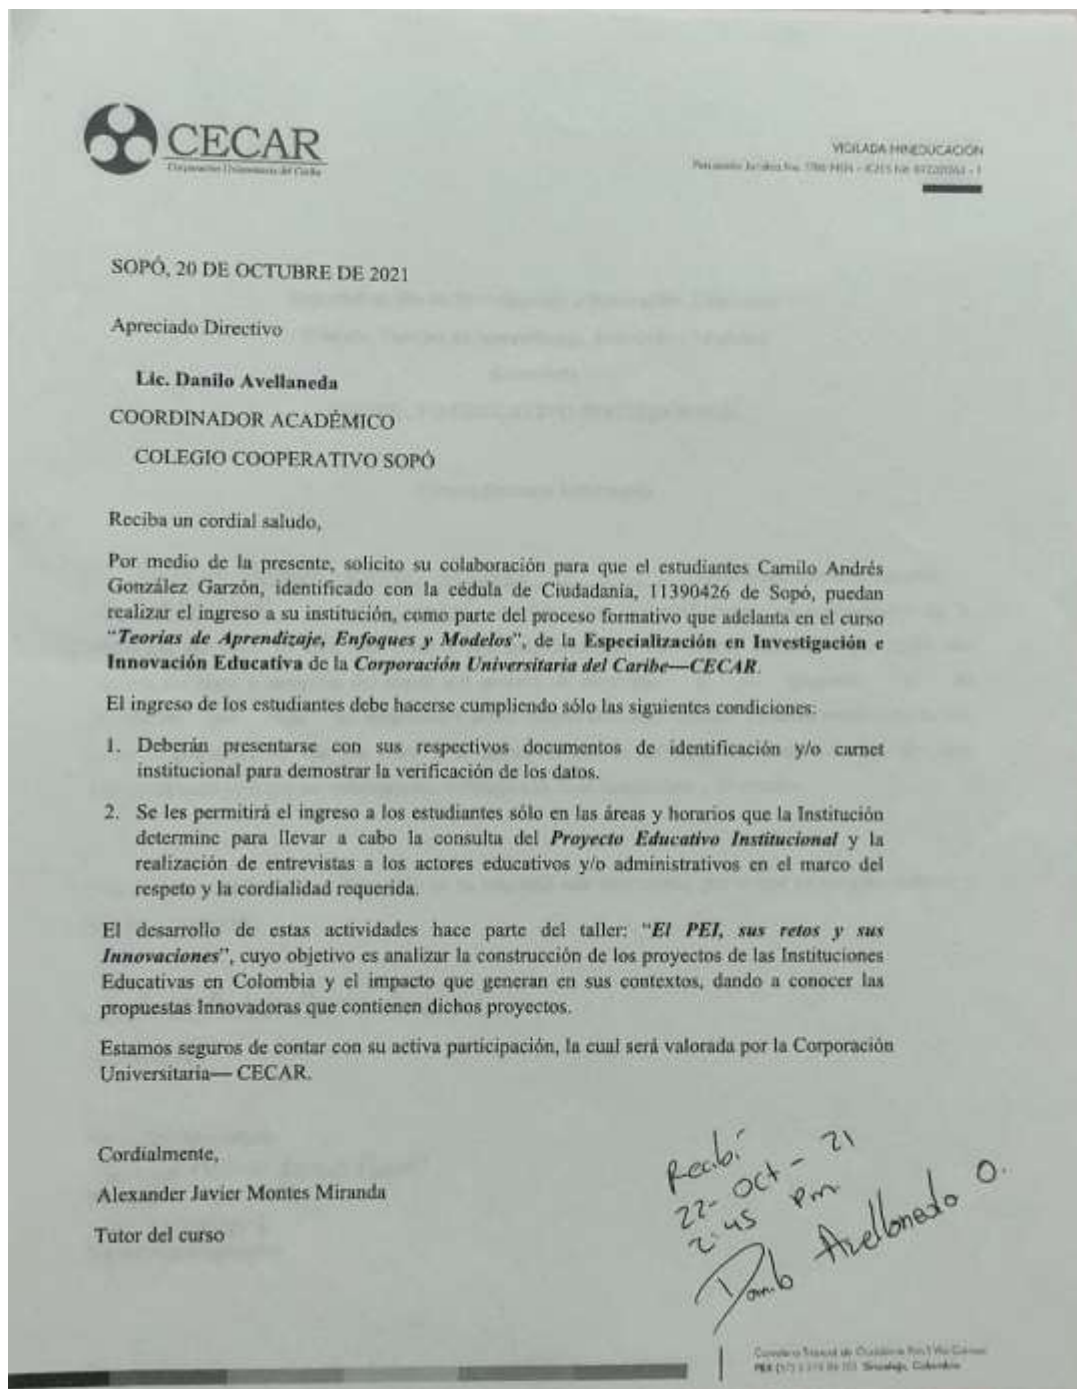 CECAR
Corporación Universitaria del Caribe
VIGILADA MINEDUCACIÓN
SOPÓ, 20 DE OCTUBRE DE 2021
Apreciado Directivo
Lic. Danilo Avellaneda
COORDINADOR ACADÉMICO
COLEGIO COOPERATIVO SOPÓ
Reciba un cordial saludo,
Por medio de la presente, solicito su colaboración para que el estudiantes Camilo Andrés
González Garzón, identificado con la cédula de Ciudadanía, 11390426 de Sopó, puedan
realizar el ingreso a su institución, como parte del proceso formativo que adelanta en el curso
"Teorías de Aprendizaje, Enfoques y Modelos", de la Especialización en Investigación e
Innovación Educativa de la Corporación Universitaria del Caribe—CECAR.
El ingreso de los estudiantes debe hacerse cumpliendo sólo las siguientes condiciones:
1. Deberán presentarse con sus respectivos documentos de identificación y/o carnet
institucional para demostrar la verificación de los datos.
2. Se les permitirá el ingreso a los estudiantes sólo en las áreas y horarios que la Institución
determine para llevar a cabo la consulta del Proyecto Educativo Institucional y la
realización de entrevistas a los actores educativos y/o administrativos en el marco del
respeto y la cordialidad requerida.
El desarrollo de estas actividades hace parte del taller: "El PEI, sus retos y sus
Innovaciones", cuyo objetivo es analizar la construcción de los proyectos de las Instituciones
Educativas en Colombia y el impacto que generan en sus contextos, dando a conocer las
propuestas Innovadoras que contienen dichos proyectos.
Estamos seguros de contar con su activa participación, la cual será valorada por la Corporación
Universitaria— CECAR.
Cordialmente,
Alexander Javier Montes Miranda
Tutor del curso
Recibí
22- Oct - 21
2:45 pm
Danilo Avellaneda O.
Sincelejo, Colombia